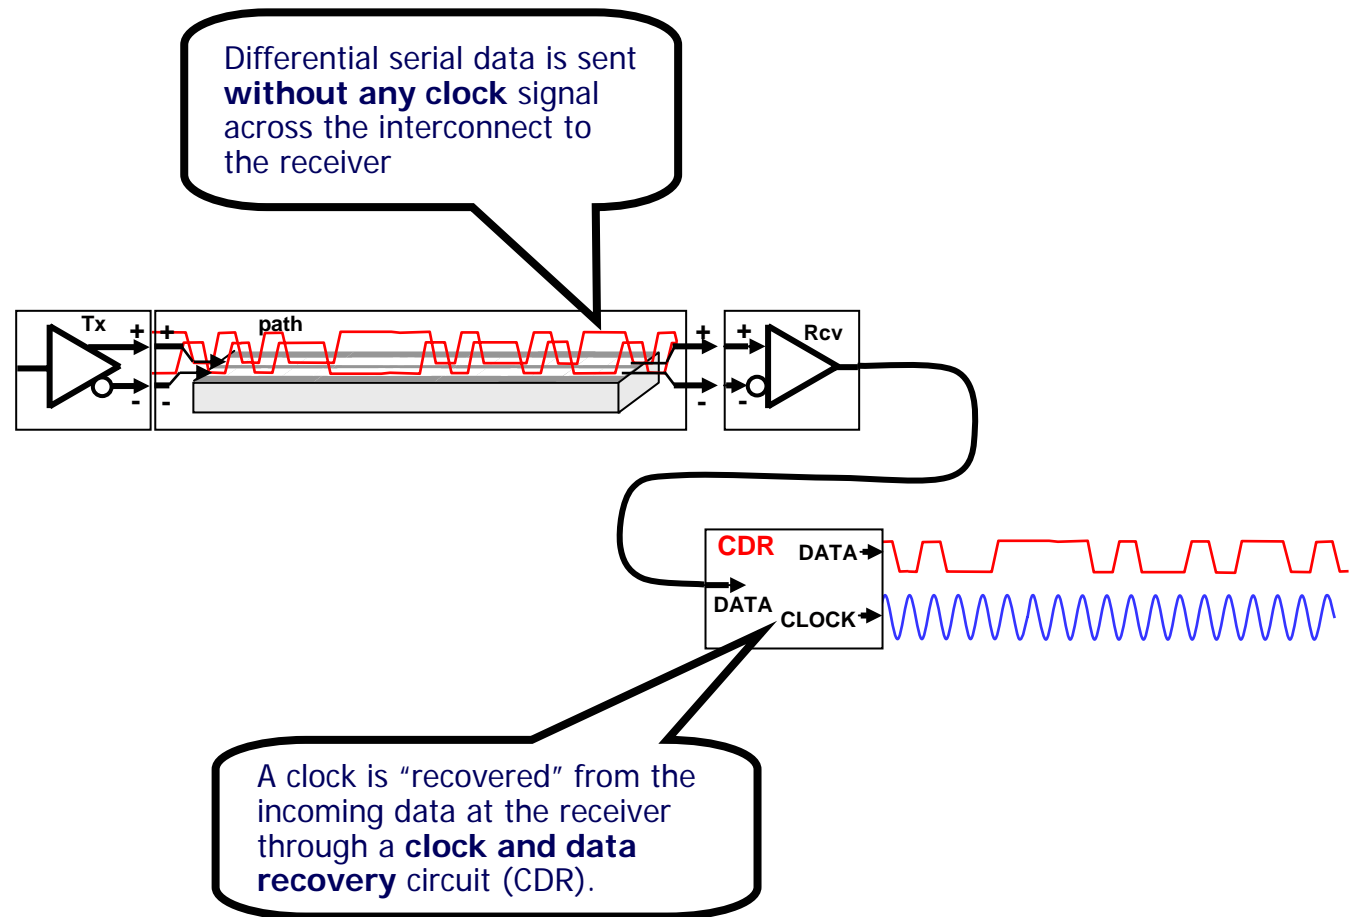 Differential serial data is sent
without any clock signal
across the interconnect to
the receiver
Tx
+
+
path
+
+
Rcv
-
-
-
-
CDR
DATA
DATA
CLOCK
A clock is “recovered” from the
incoming data at the receiver
through a clock and data
recovery circuit (CDR).